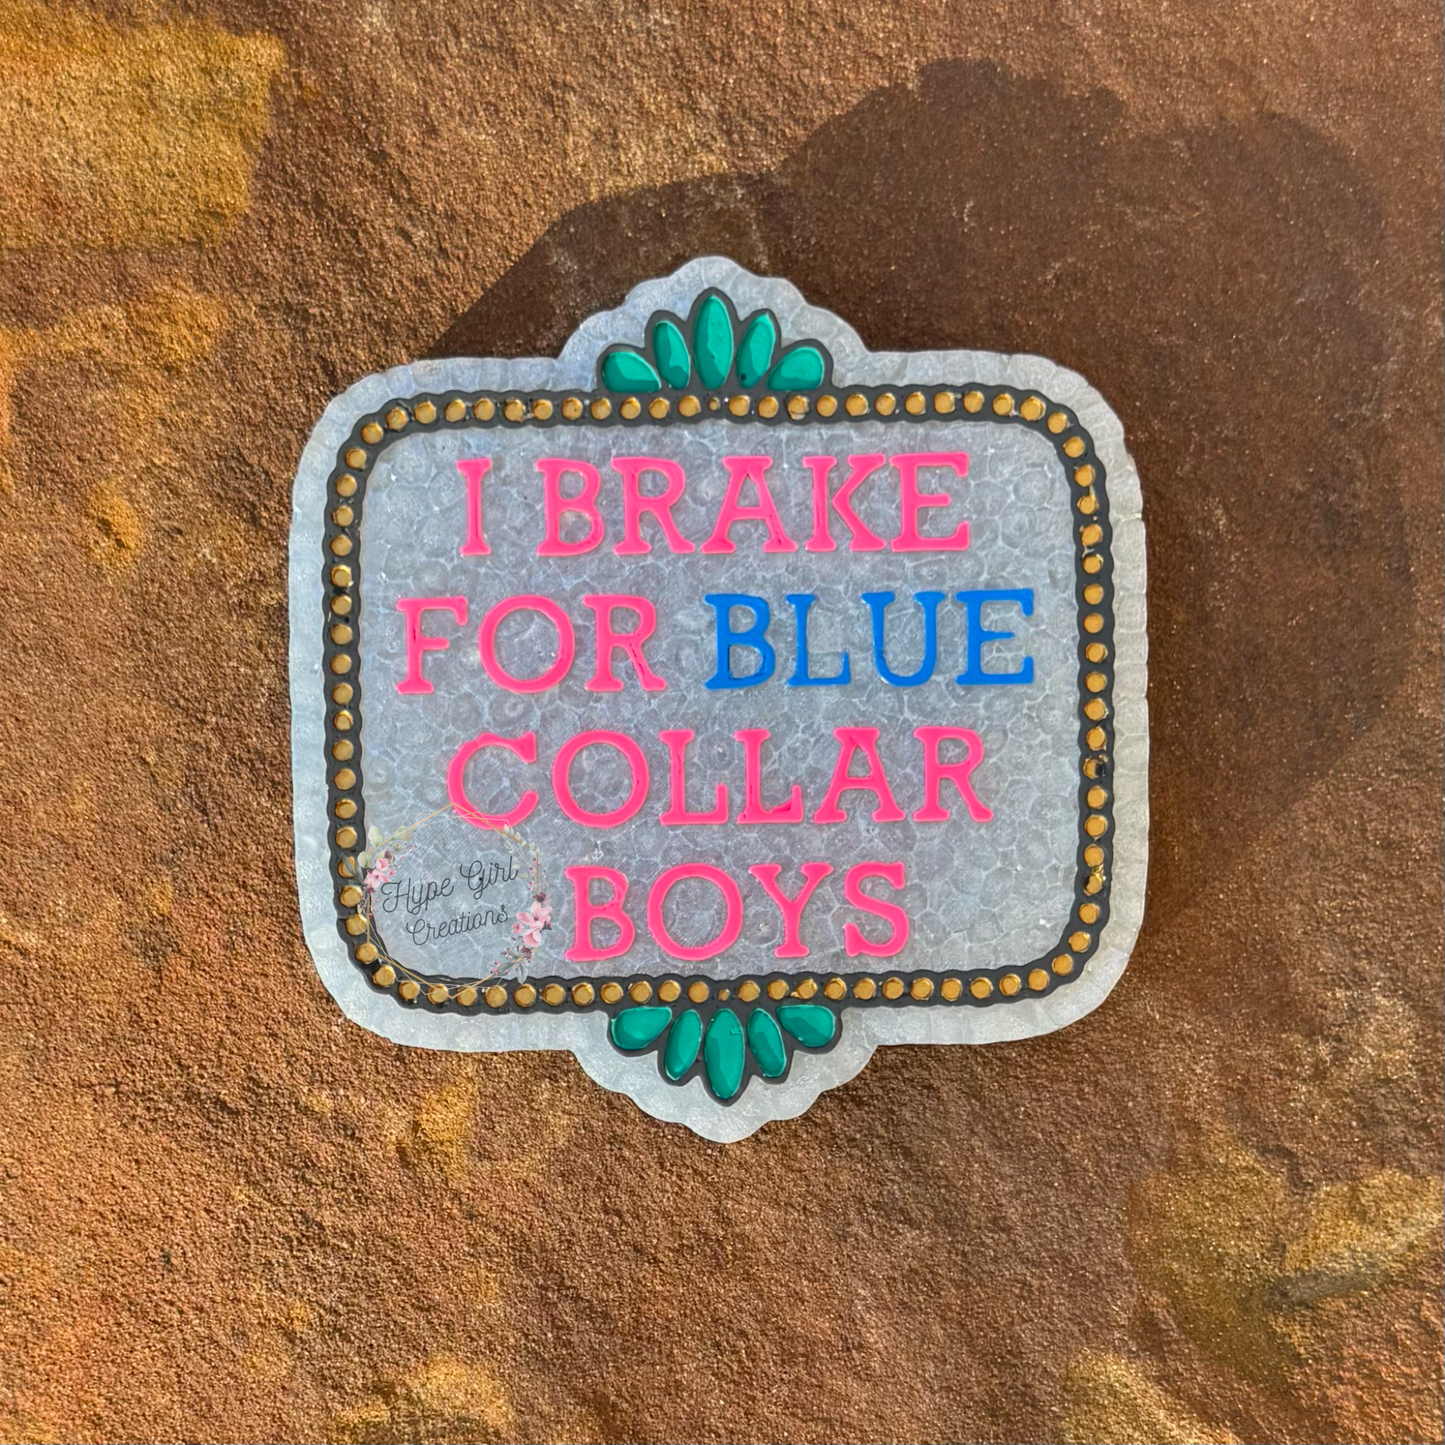 I BRAKE
FOR BLUE
COLLAR
BOYS
Hype Girl
Creations